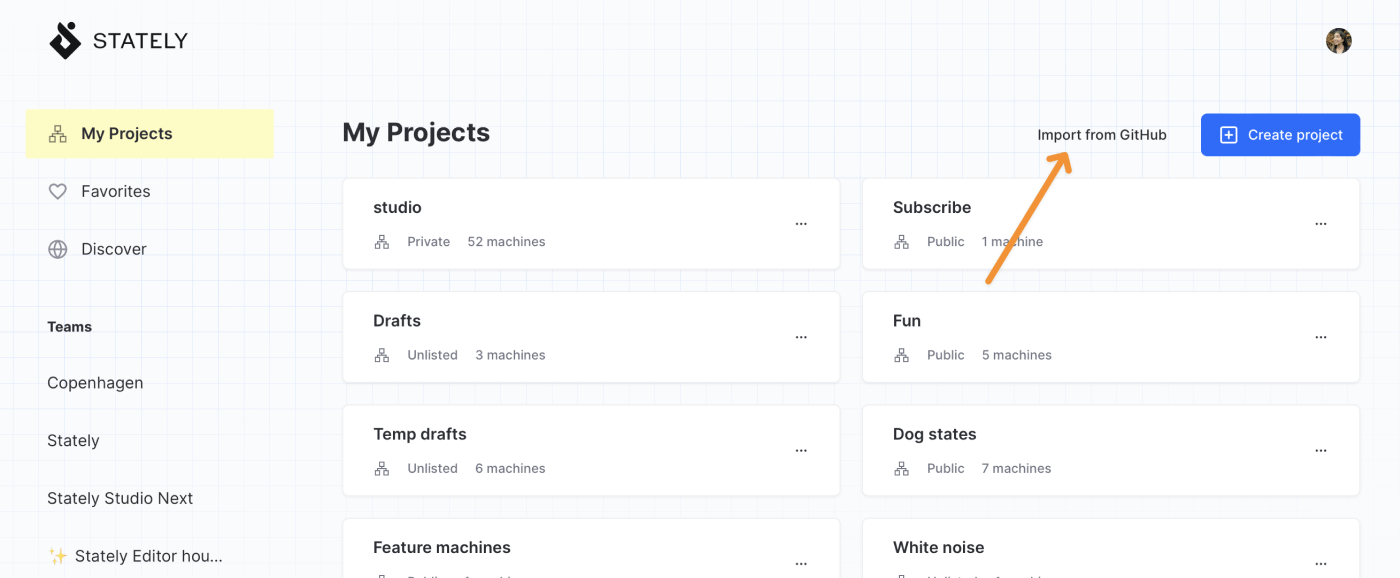 STATELY
My Projects
Favorites
Discover
Teams
Copenhagen
Stately
Stately Studio Next
✨ Stately Editor hou...
My Projects
Import from GitHub
Create project
studio
Private 52 machines
Subscribe
Public 1 machine
Drafts
Unlisted 3 machines
Fun
Public 5 machines
Temp drafts
Unlisted 6 machines
Dog states
Public 7 machines
Feature machines
White noise